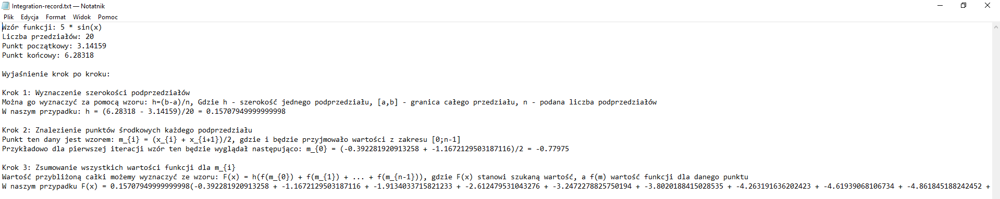 Integration-record.txt — Notatnik
Plik Edycja Format Widok Pomoc
Wzór funkcji: 5 * sin(x)
Liczba przedziałów: 20
Punkt początkowy: 3.14159
Punkt końcowy: 6.28318
Wyjaśnienie krok po kroku:
Krok 1: Wyznaczenie szerokości podprzedziałów
Można go wyznaczyć za pomocą wzoru: h=(b-a)/n, Gdzie h - szerokość jednego podprzedziału, [a,b] - granica całego przedziału, n - podana liczba podprzedziałów
W naszym przypadku: h = (6.28318 - 3.14159)/20 = 0.15707949999999998
Krok 2: Znalezienie punktów środkowych każdego podprzedziału
Punkt ten dany jest wzorem: m_{i} = (x_{i} + x_{i+1})/2, gdzie i będzie przyjmowało wartości z zakresu [0;n-1]
Przykładowo dla pierwszej iteracji wzór ten będzie wyglądał następująco: m_{0} = (-0.392281920913258 + -1.1672129503187116)/2 = -0.77975
Krok 3: Zsumowanie wszystkich wartości funkcji dla m_{i}
Wartość przybliżoną całki możemy wyznaczyć ze wzoru: F(x) = h(f(m_{0}) + f(m_{1}) + ... + f(m_{n-1})), gdzie F(x) stanowi szukaną wartość, a f(m) wartość funkcji dla danego punktu
W naszym przypadku F(x) = 0.15707949999999998(-0.392281920913258 + -1.1672129503187116 + -1.9134033715821233 + -2.612479531043276 + -3.2472278825750194 + -3.8020188415028535 + -4.263191636202423 + -4.61939068106734 + -4.861845188242452 +